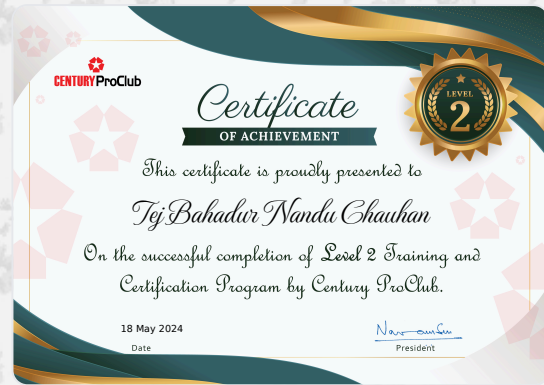 CENTURY ProClub
Certificate
OF ACHIEVEMENT
LEVEL
2
This certificate is proudly presented to
Tej Bahadur Nandu Chauhan
On the successful completion of Level 2 Training and
Certification Program by Century ProClub.
18 May 2024
Date
President